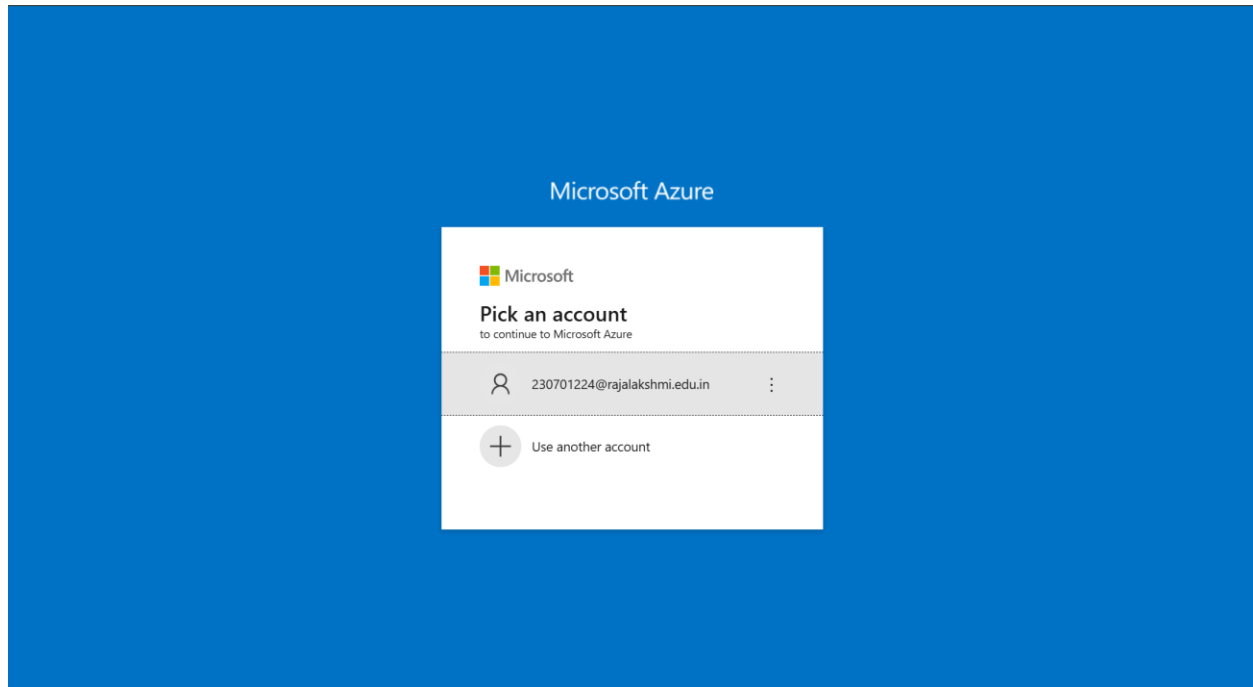 Microsoft Azure
Microsoft
Pick an account
to continue to Microsoft Azure
230701224@rajalakshmi.edu.in
Use another account